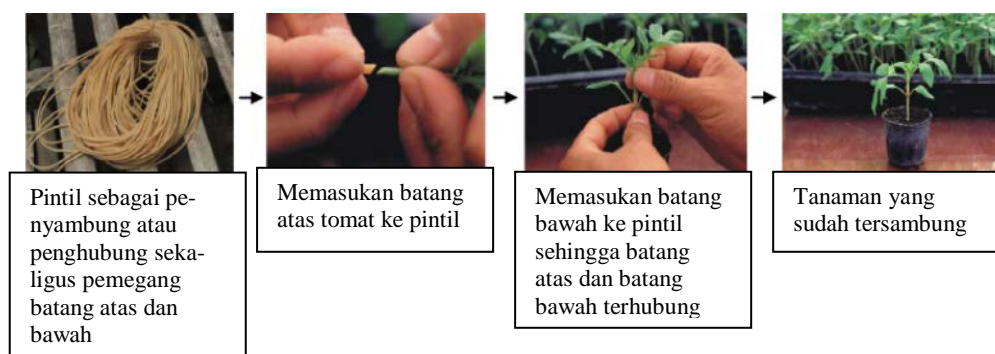 Pintil sebagai pe-
nyambung atau
penghubung seka-
ligus pemegang
batang atas dan
bawah
Memasukan batang
atas tomat ke pintil
Memasukan batang
bawah ke pintil
sehingga batang
atas dan batang
bawah terhubung
Tanaman yang
sudah tersambung